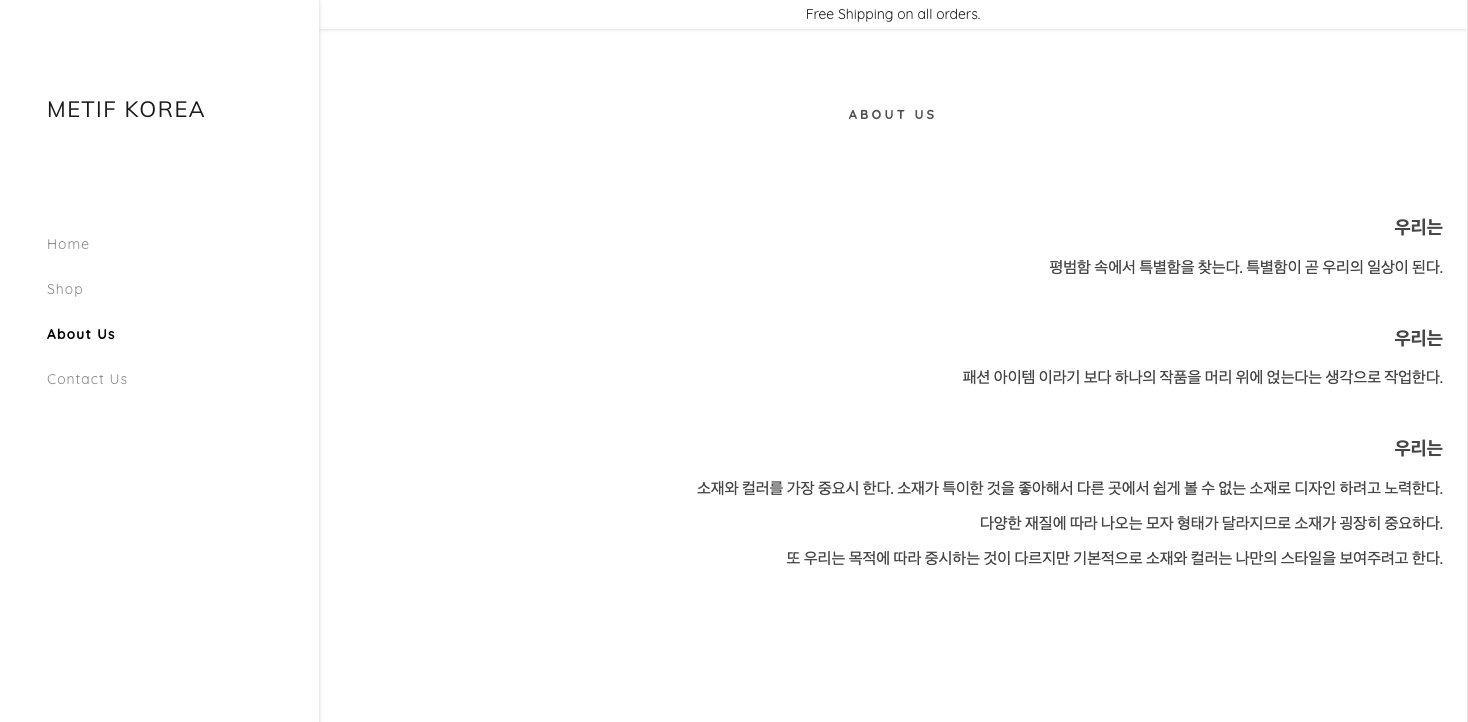 Free Shipping on all orders.
METIF KOREA
Home
Shop
About Us
Contact Us
ABOUT US
우리는
평범함 속에서 특별함을 찾는다. 특별함이 곧 우리의 일상이 된다.
우리는
패션 아이템 이라기 보다 하나의 작품을 머리 위에 얹는다는 생각으로 작업한다.
우리는
소재와 컬러를 가장 중요시 한다. 소재가 특이한 것을 좋아해서 다른 곳에서 쉽게 볼 수 없는 소재로 디자인 하려고 노력한다.
다양한 재질에 따라 나오는 모자 형태가 달라지므로 소재가 굉장히 중요하다.
또 우리는 목적에 따라 중시하는 것이 다르지만 기본적으로 소재와 컬러는 나만의 스타일을 보여주려고 한다.